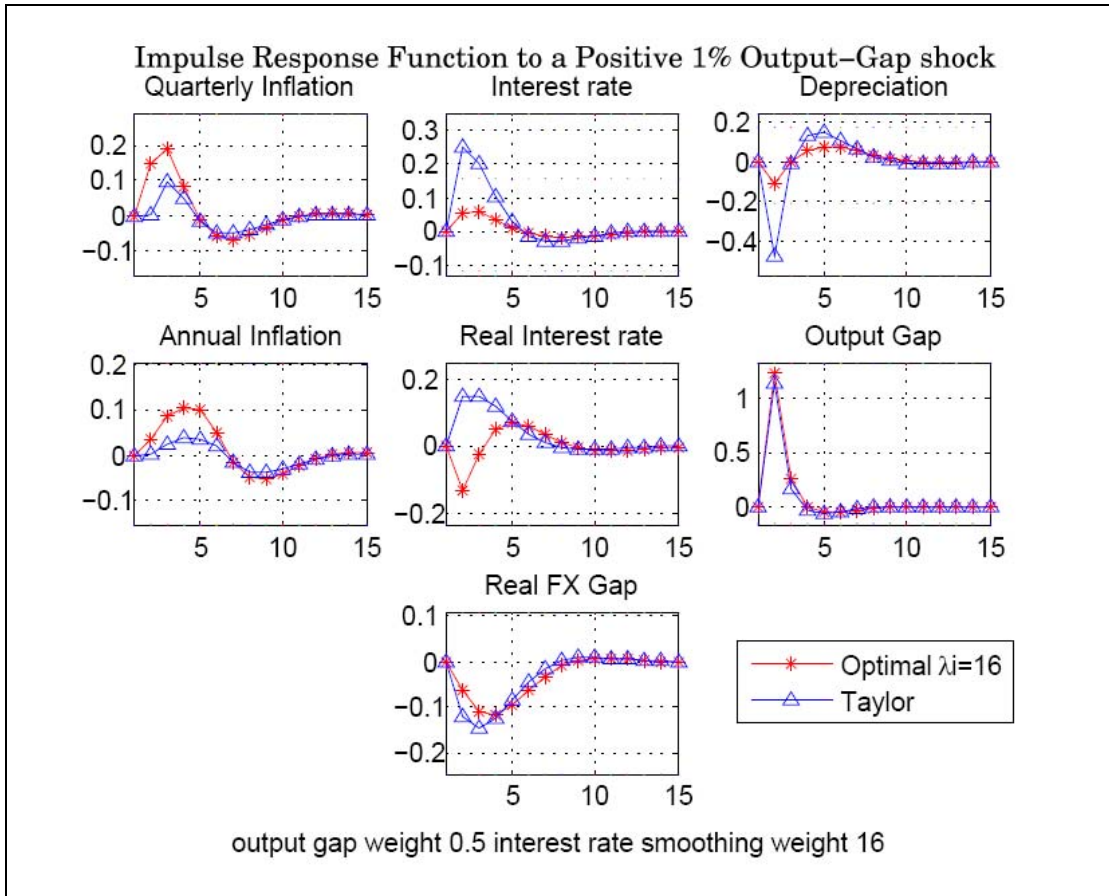 Impulse Response Function to a Positive 1% Output-Gap shock
Quarterly Inflation
0.2
0.1
0
−0.1
5 10 15
Interest rate
0.3
0.2
0.1
0
−0.1
5 10 15
Depreciation
0.2
0
−0.2
−0.4
5 10 15
Annual Inflation
0.2
0.1
0
−0.1
5 10 15
Real Interest rate
0.2
0
−0.2
5 10 15
Output Gap
1
0.5
0
5 10 15
Real FX Gap
0.1
0
−0.1
−0.2
5 10 15
Optimal λi=16
Taylor
output gap weight 0.5 interest rate smoothing weight 16